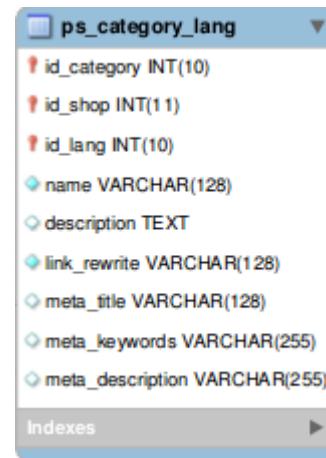 ps_category_lang
id_category INT(10)
id_shop INT(11)
id_lang INT(10)
name VARCHAR(128)
description TEXT
link_rewrite VARCHAR(128)
meta_title VARCHAR(128)
meta_keywords VARCHAR(255)
meta_description VARCHAR(255)
Indexes